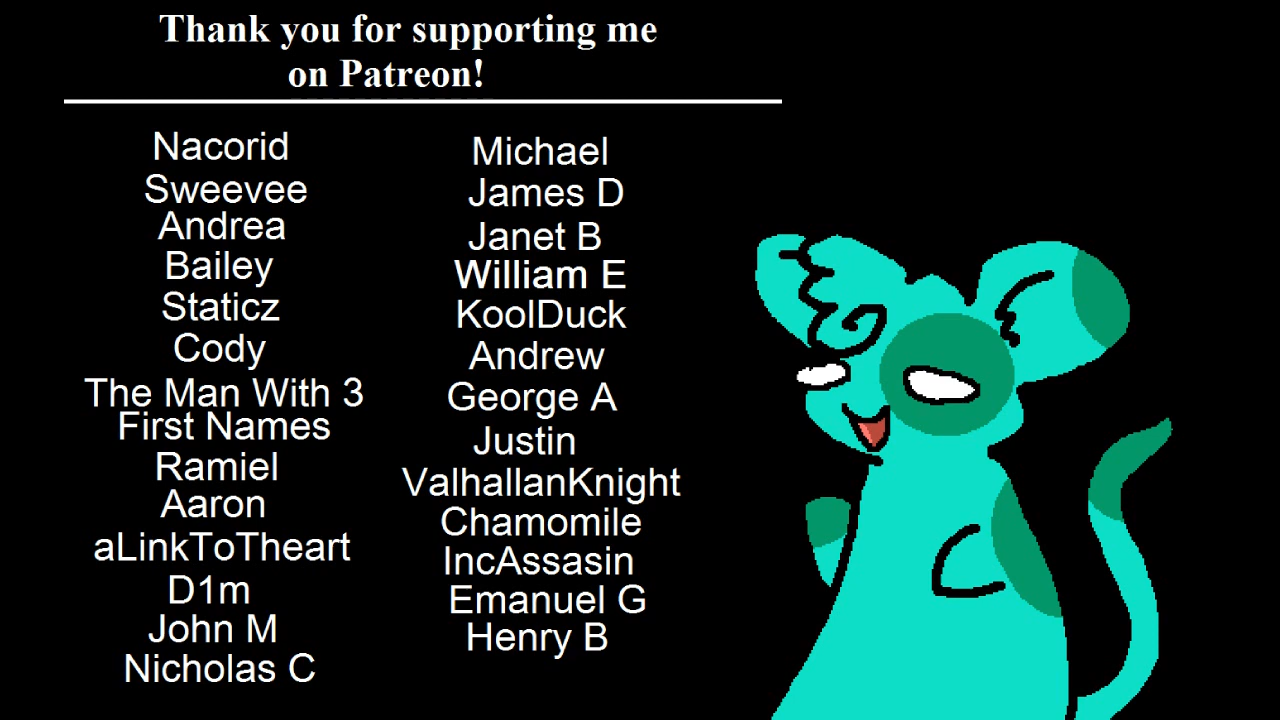 Thank you for supporting me
on Patreon!
Nacorid
Sweevee
Andrea
Bailey
Staticz
Cody
The Man With 3
First Names
Ramiel
Aaron
aLinkToTheart
D1m
John M
Nicholas C
Michael
James D
Janet B
William E
KoolDuck
Andrew
George A
Justin
ValhallanKnight
Chamomile
IncAssasin
Emanuel G
Henry B